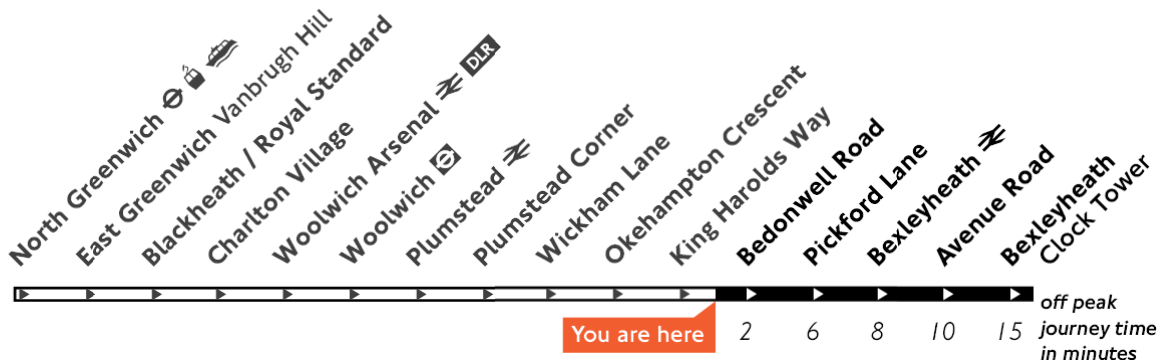 North Greenwich
East Greenwich Vanbrugh Hill
Blackheath / Royal Standard
Charlton Village
Woolwich Arsenal DLR
Woolwich
Plumstead
Plumstead Corner
Wickham Lane
Okehampton Crescent
King Harolds Way
Bedonwell Road
Pickford Lane
Bexleyheath
Avenue Road
Bexleyheath
Clock Tower
You are here
2 6 8 10 15
off peak
journey time
in minutes